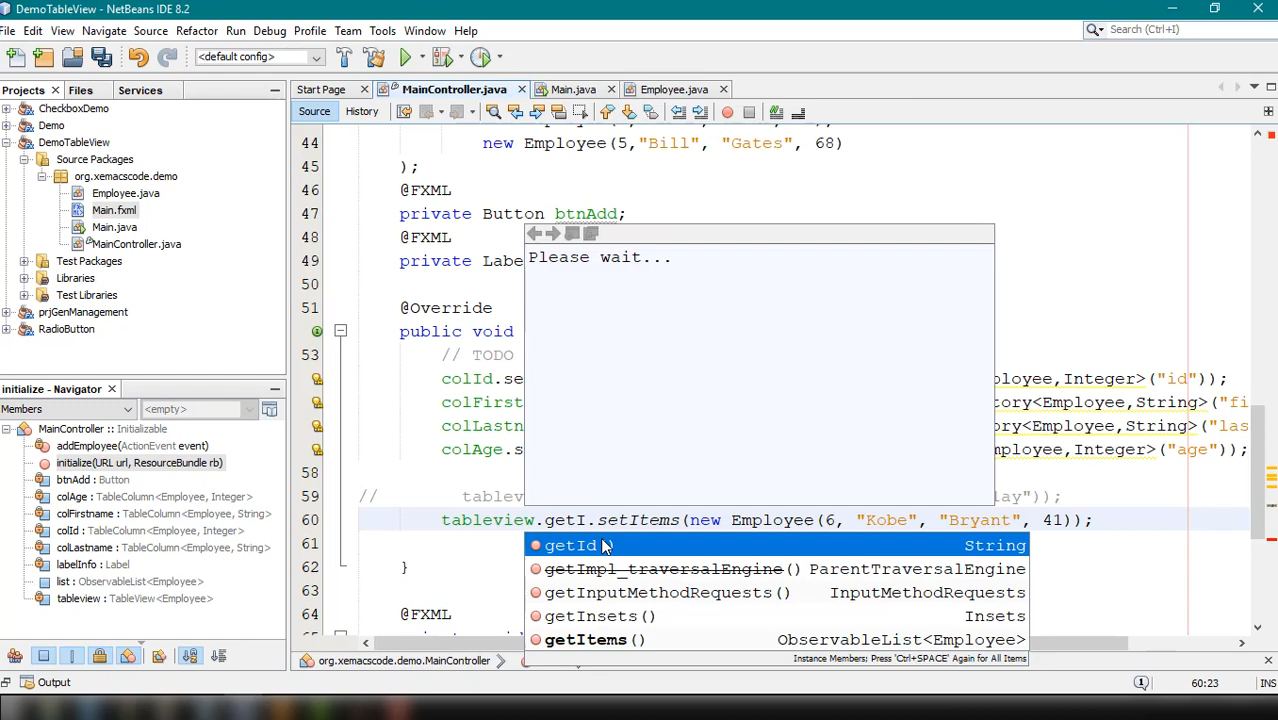 DemoTableView - NetBeans IDE 8.2
File Edit View Navigate Source Refactor Run Debug Profile Team Tools Window Help
Search (Ctrl+I)
<default config>
Projects Files Services
Start Page MainController.java Main.java Employee.java
Source History
CheckboxDemo
Demo
DemoTableView
Source Packages
org.xemacscode.demo
Employee.java
Main.fxml
Main.java
MainController.java
Test Packages
Libraries
Test Libraries
prjGenManagement
RadioButton
initialize - Navigator
Members <empty>
MainController :: Initializable
addEmployee(ActionEvent event)
initialize(URL url, ResourceBundle rb)
btnAdd : Button
colAge : TableColumn<Employee, Integer>
colFirstname : TableColumn<Employee, String>
colId : TableColumn<Employee, Integer>
colLastname : TableColumn<Employee, String>
labelInfo : Label
list : ObservableList<Employee>
tableview : TableView<Employee>
Output
44 new Employee(5,"Bill", "Gates", 68)
45 );
46 @FXML
47 private Button btnAdd;
48 @FXML
49 private Labe
50
51 @Override
public void
53 // TODO
colId.se ployee,Integer>("id"));
colFirst ory<Employee,String>("fi
colLastn ry<Employee,String>("las
colAge.s mployee,Integer>("age"));
58
59 // tablev lay"));
60 tableview.getI.setItems(new Employee(6, "Kobe", "Bryant", 41));
61
62 }
63
64 @FXML
Please wait...
getId() String
getImpl_traversalEngine() ParentTraversalEngine
getInputMethodRequests() InputMethodRequests
getInsets() Insets
getItems() ObservableList<Employee>
Instance Members; Press 'Ctrl+SPACE' Again for All Items
org.xemacscode.demo.MainController
60:23 INS